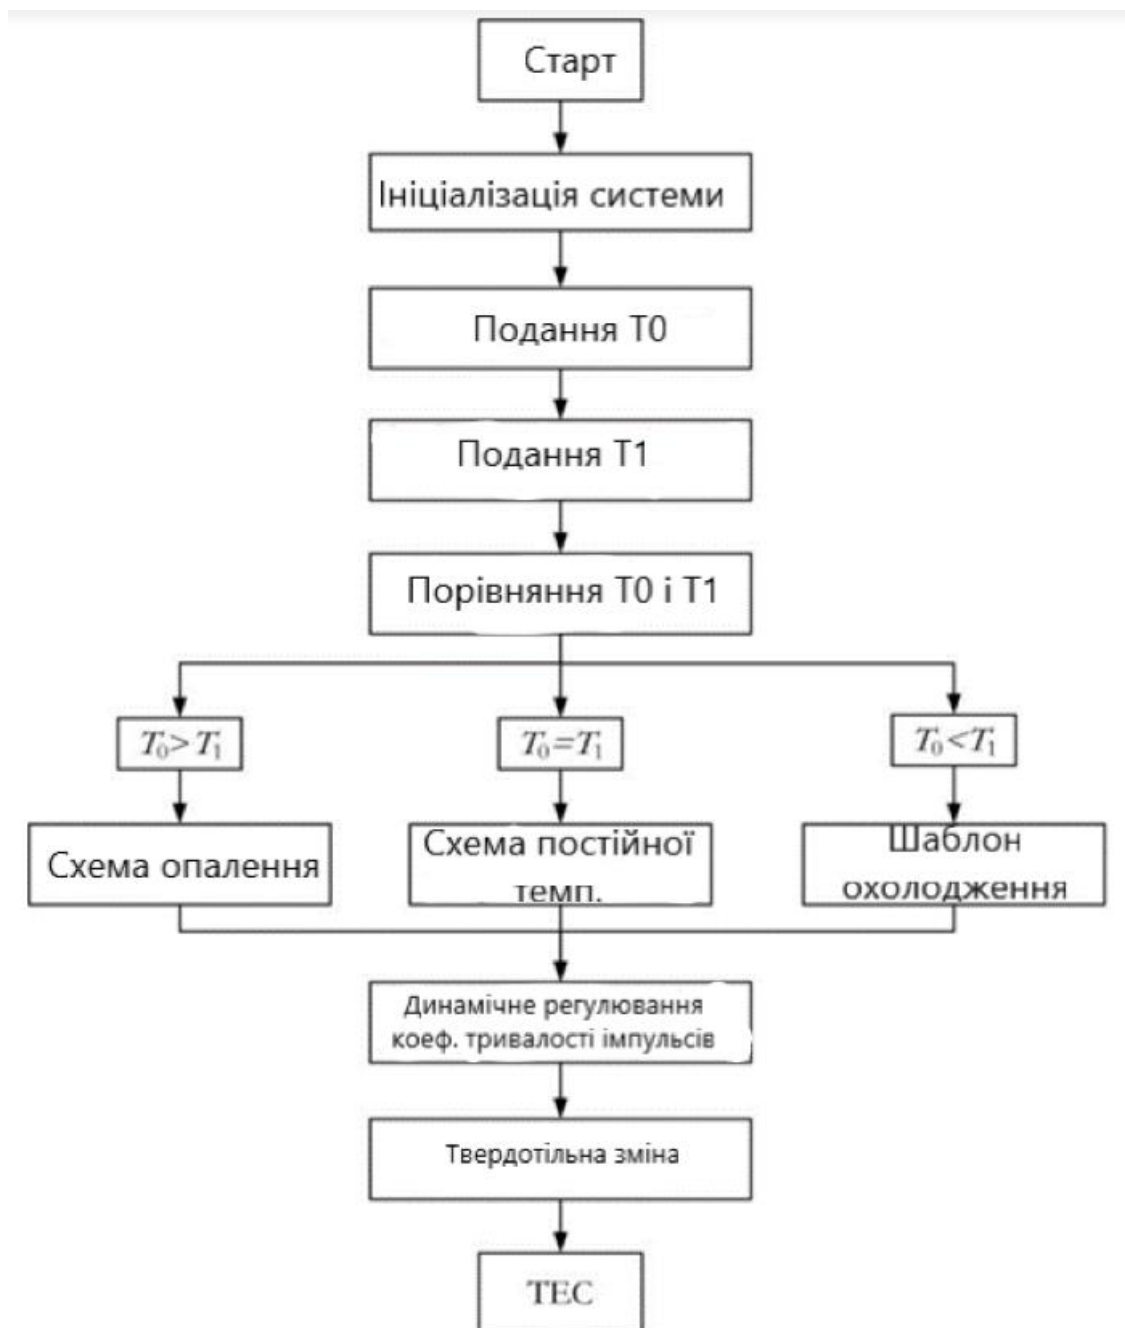 Старт
Ініціалізація системи
Подання T0
Подання T1
Порівняння T0 і T1
T₀>T₁
T₀=T₁
T₀<T₁
Схема опалення
Схема постійної
темп.
Шаблон
охолодження
Динамічне регулювання
коеф. тривалості імпульсів
Твердотільна зміна
TEC